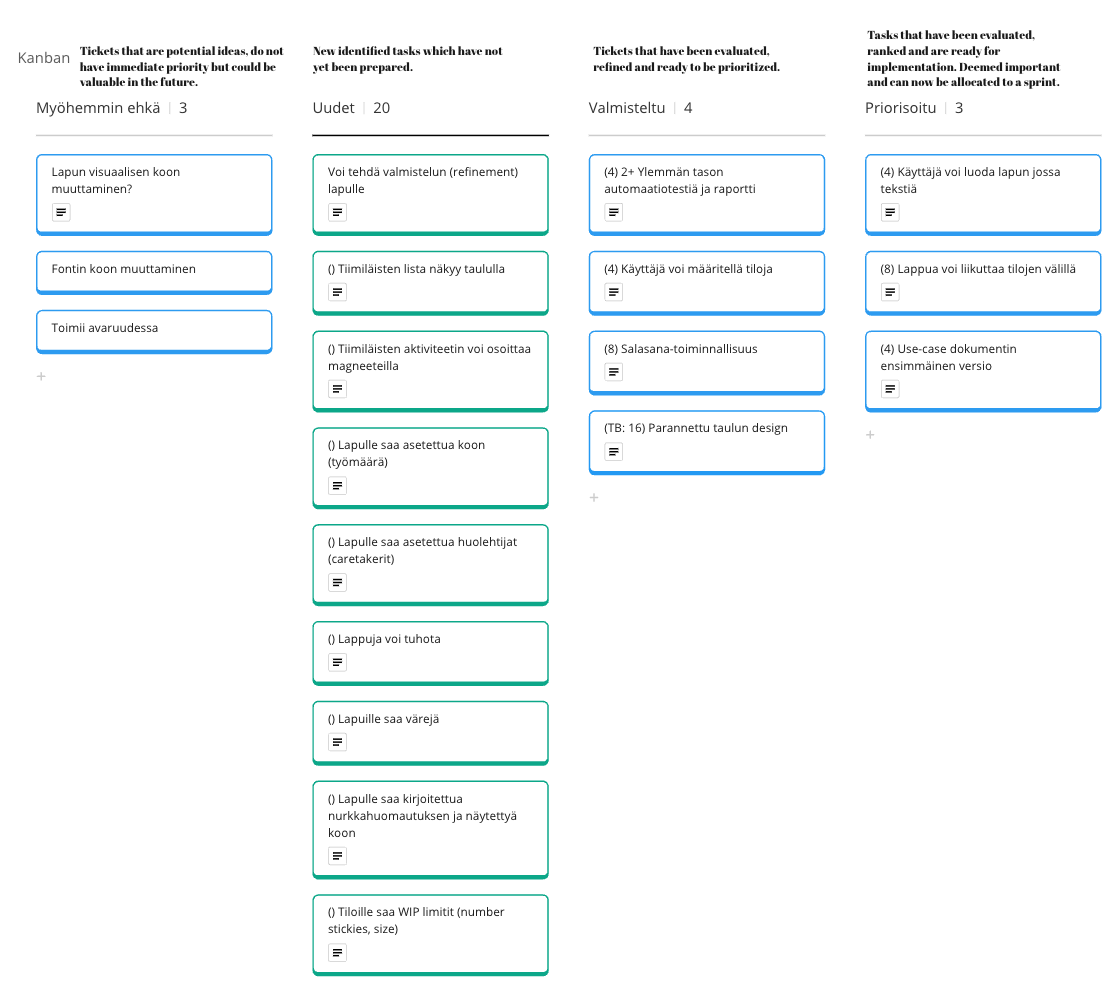 Kanban
Tickets that are potential ideas, do not
have immediate priority but could be
valuable in the future.
Myöhemmin ehkä | 3
Lapun visuaalisen koon
muuttaminen?
Fontin koon muuttaminen
Toimii avaruudessa
+
New identified tasks which have not
yet been prepared.
Uudet | 20
Voi tehdä valmistelun (refinement)
lapulle
() Tiimiläisten lista näkyy taululla
() Tiimiläisten aktiviteetin voi osoittaa
magneeteilla
() Lapulle saa asetettua koon
(työmäärä)
() Lapulle saa asetettua huolehtijat
(caretakerit)
() Lappuja voi tuhota
() Lapuille saa värejä
() Lapulle saa kirjoitettua
nurkkahuomautuksen ja näytettyä
koon
() Tiloille saa WIP limitit (number
stickies, size)
Tickets that have been evaluated,
refined and ready to be prioritized.
Valmisteltu | 4
(4) 2+ Ylemmän tason
automaatiotestiä ja raportti
(4) Käyttäjä voi määritellä tiloja
(8) Salasana-toiminnallisuus
(TB: 16) Parannettu taulun design
+
Tasks that have been evaluated,
ranked and are ready for
implementation. Deemed important
and can now be allocated to a sprint.
Priorisoitu | 3
(4) Käyttäjä voi luoda lapun jossa
tekstiä
(8) Lappua voi liikuttaa tilojen välillä
(4) Use-case dokumentin
ensimmäinen versio
+